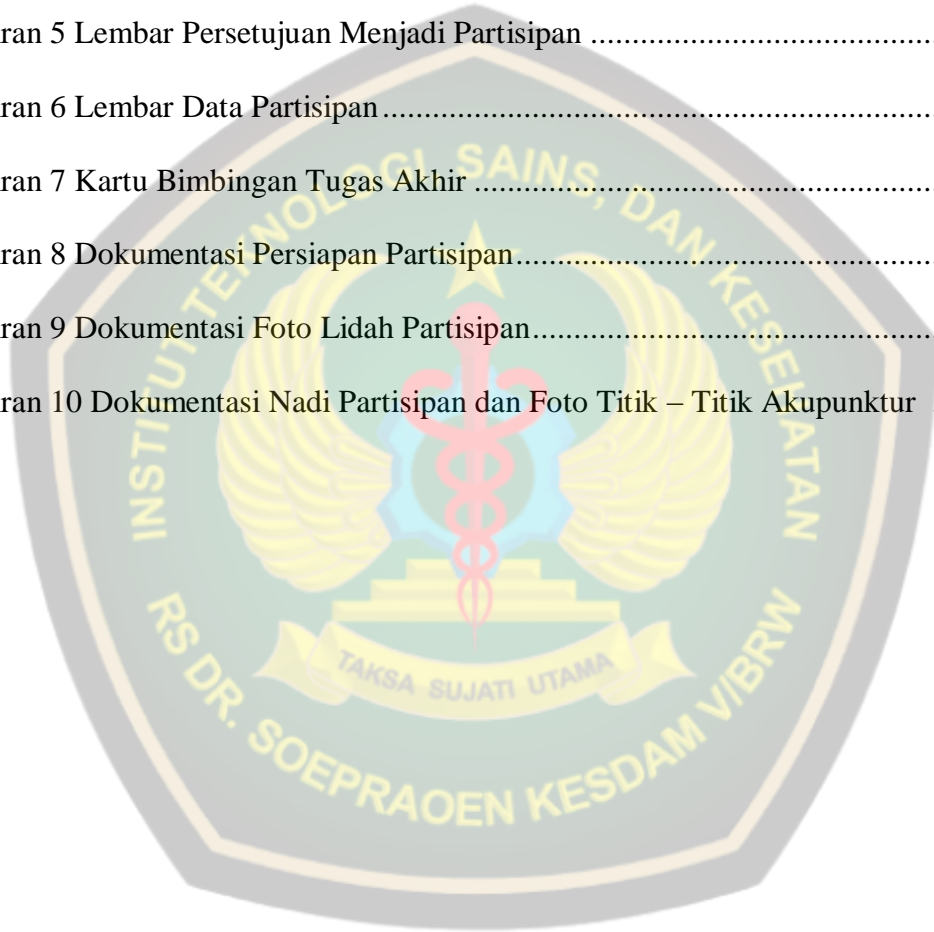 ran 5 Lembar Persetujuan Menjadi Partisipan ..........................................
ran 6 Lembar Data Partisipan ...................................................................
ran 7 Kartu Bimbingan Tugas Akhir ........................................................
ran 8 Dokumentasi Persiapan Partisipan ...................................................
ran 9 Dokumentasi Foto Lidah Partisipan .................................................
ran 10 Dokumentasi Nadi Partisipan dan Foto Titik – Titik Akupunktur
INSTITUT TEKNOLOGI, SAINS, DAN KESEHATAN
TAKSA SUJATI UTAMA
RS DR. SOEPRAOEN KESDAM V/BRW